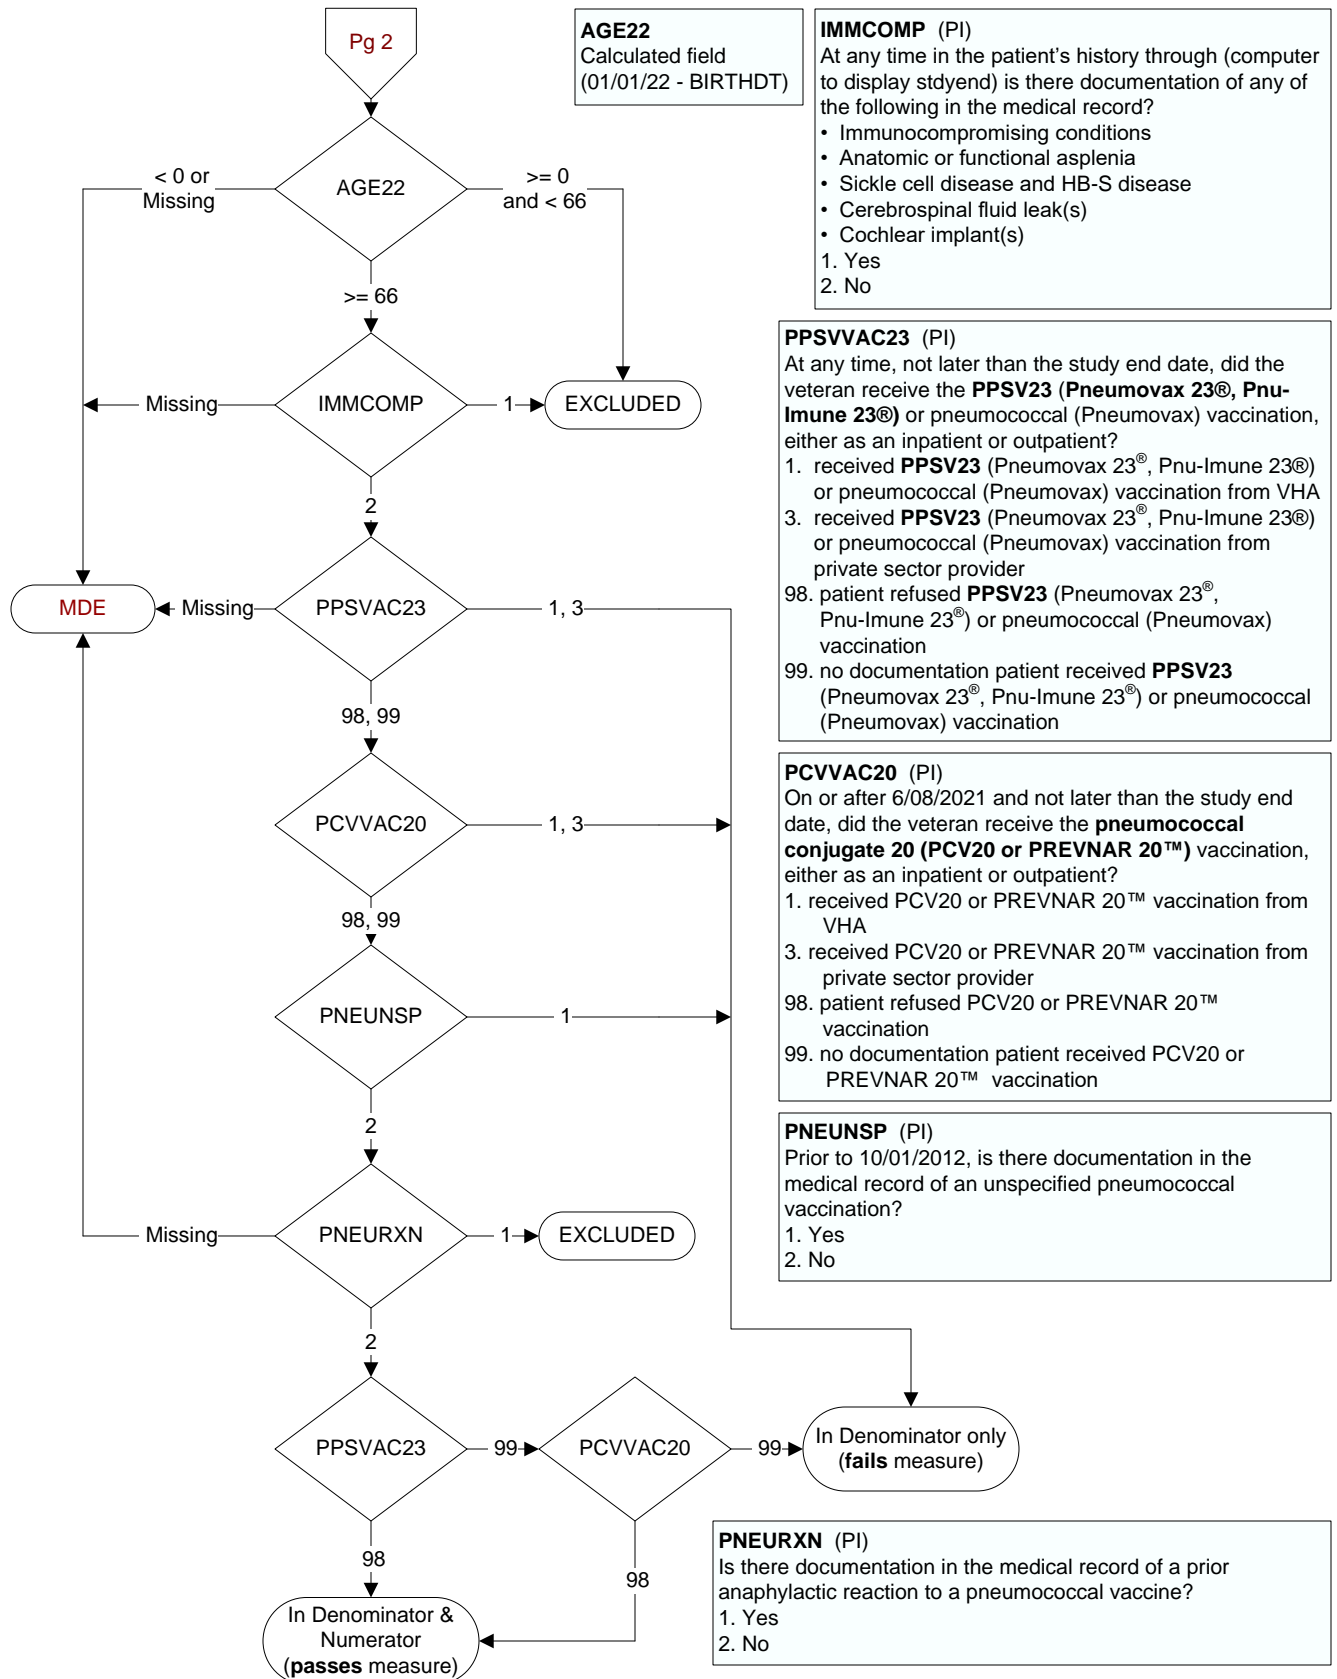 Pg 2
AGE22
Calculated field
(01/01/22 - BIRTHDT)
IMMCOMP (PI)
At any time in the patient's history through (computer
to display stdyend) is there documentation of any of
the following in the medical record?
• Immunocompromising conditions
• Anatomic or functional asplenia
• Sickle cell disease and HB-S disease
• Cerebrospinal fluid leak(s)
• Cochlear implant(s)
1. Yes
2. No
< 0 or
Missing
AGE22
>= 0
and < 66
>= 66
Missing
IMMCOMP
1
EXCLUDED
2
PPSVVAC23 (PI)
At any time, not later than the study end date, did the
veteran receive the PPSV23 (Pneumovax 23®, Pnu-
Imune 23®) or pneumococcal (Pneumovax) vaccination,
either as an inpatient or outpatient?
1. received PPSV23 (Pneumovax 23®, Pnu-Imune 23®)
or pneumococcal (Pneumovax) vaccination from VHA
3. received PPSV23 (Pneumovax 23®, Pnu-Imune 23®)
or pneumococcal (Pneumovax) vaccination from
private sector provider
98. patient refused PPSV23 (Pneumovax 23®,
Pnu-Imune 23®) or pneumococcal (Pneumovax)
vaccination
99. no documentation patient received PPSV23
(Pneumovax 23®, Pnu-Imune 23®) or pneumococcal
(Pneumovax) vaccination
MDE
Missing
PPSVAC23
1, 3
98, 99
PCVVAC20
1, 3
98, 99
PCVVAC20 (PI)
On or after 6/08/2021 and not later than the study end
date, did the veteran receive the pneumococcal
conjugate 20 (PCV20 or PREVNAR 20™) vaccination,
either as an inpatient or outpatient?
1. received PCV20 or PREVNAR 20™ vaccination from
VHA
3. received PCV20 or PREVNAR 20™ vaccination from
private sector provider
98. patient refused PCV20 or PREVNAR 20™
vaccination
99. no documentation patient received PCV20 or
PREVNAR 20™ vaccination
PNEUNSP
1
2
PNEUNSP (PI)
Prior to 10/01/2012, is there documentation in the
medical record of an unspecified pneumococcal
vaccination?
1. Yes
2. No
Missing
PNEURXN
1
EXCLUDED
2
PPSVAC23
99
PCVVAC20
99
In Denominator only
(fails measure)
98
98
In Denominator &
Numerator
(passes measure)
PNEURXN (PI)
Is there documentation in the medical record of a prior
anaphylactic reaction to a pneumococcal vaccine?
1. Yes
2. No